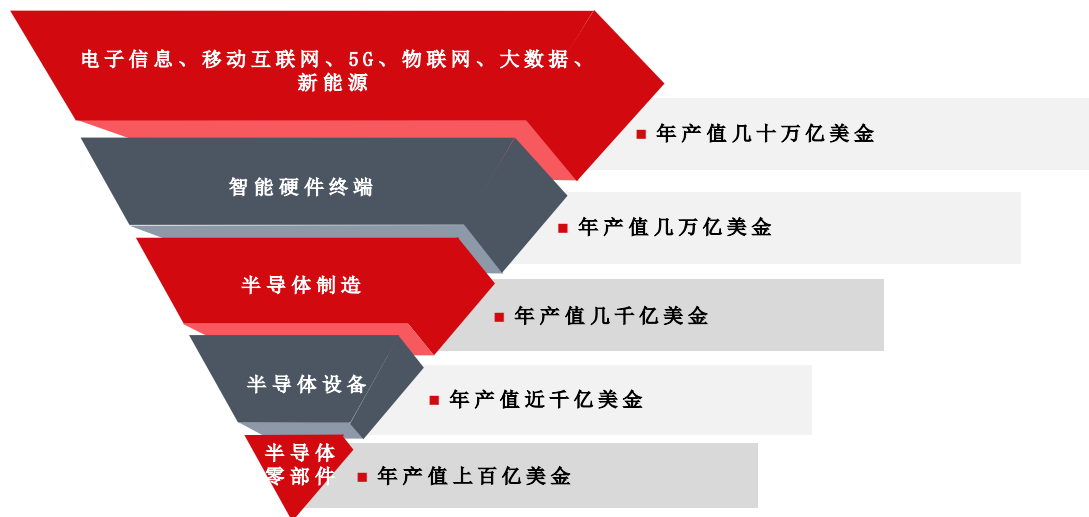 电子信息、移动互联网、5G、物联网、大数据、
新能源
年产值几十万亿美金
智能硬件终端
年产值几万亿美金
半导体制造
年产值几千亿美金
半导体设备
年产值近千亿美金
半导体
零部件
年产值上百亿美金